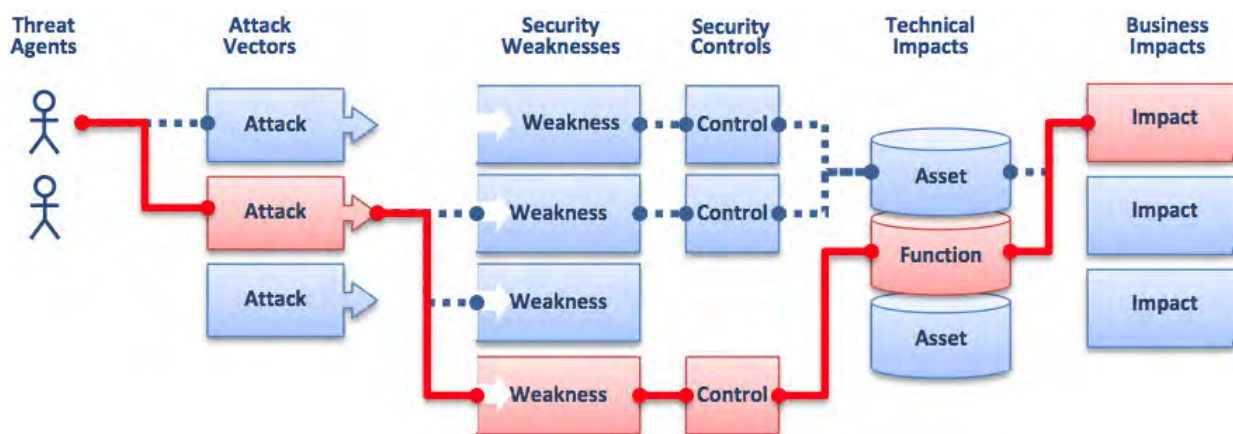 Threat
Agents
Attack
Vectors
Security
Weaknesses
Security
Controls
Technical
Impacts
Business
Impacts
Attack
Weakness
Control
Impact
Asset
Attack
Weakness
Control
Impact
Function
Attack
Weakness
Impact
Asset
Weakness
Control